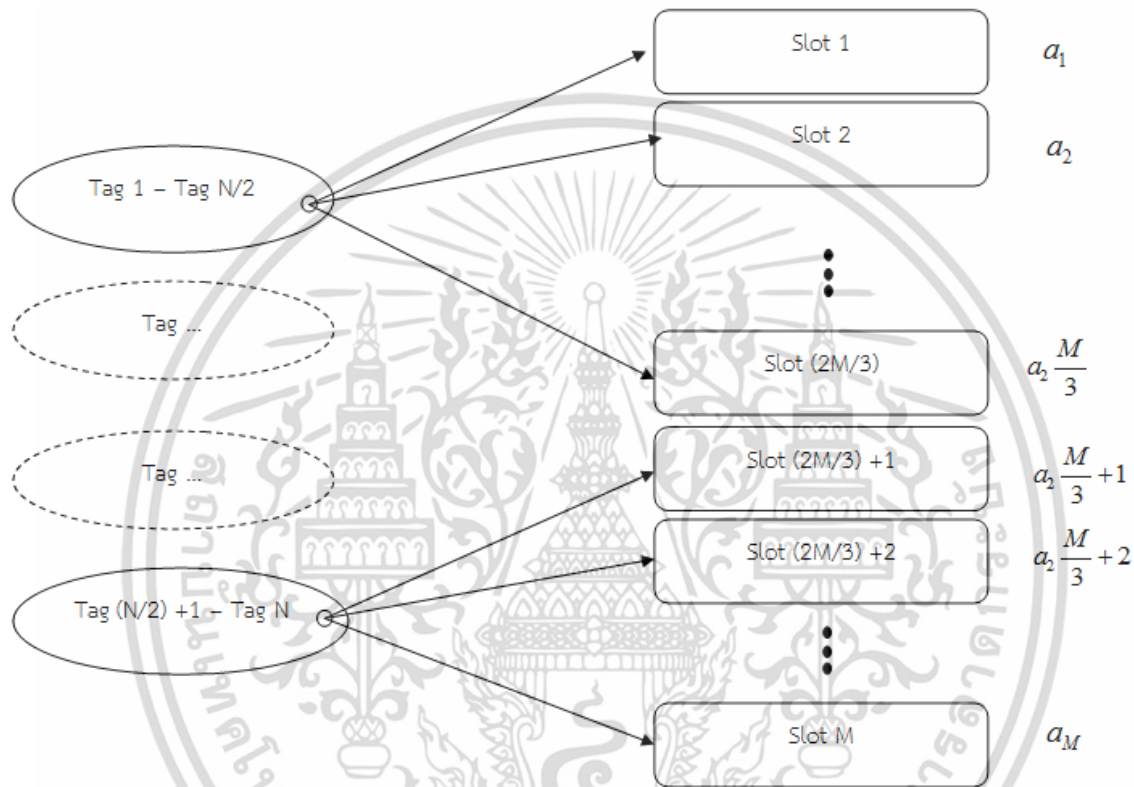 Slot 1
a₁
Slot 2
a₂
Tag 1 – Tag N/2
Tag ...
Slot (2M/3)
a₂ M/3
Tag ...
Slot (2M/3) +1
a₂ M/3 + 1
Slot (2M/3) +2
a₂ M/3 + 2
Tag (N/2) +1 – Tag N
Slot M
a_M